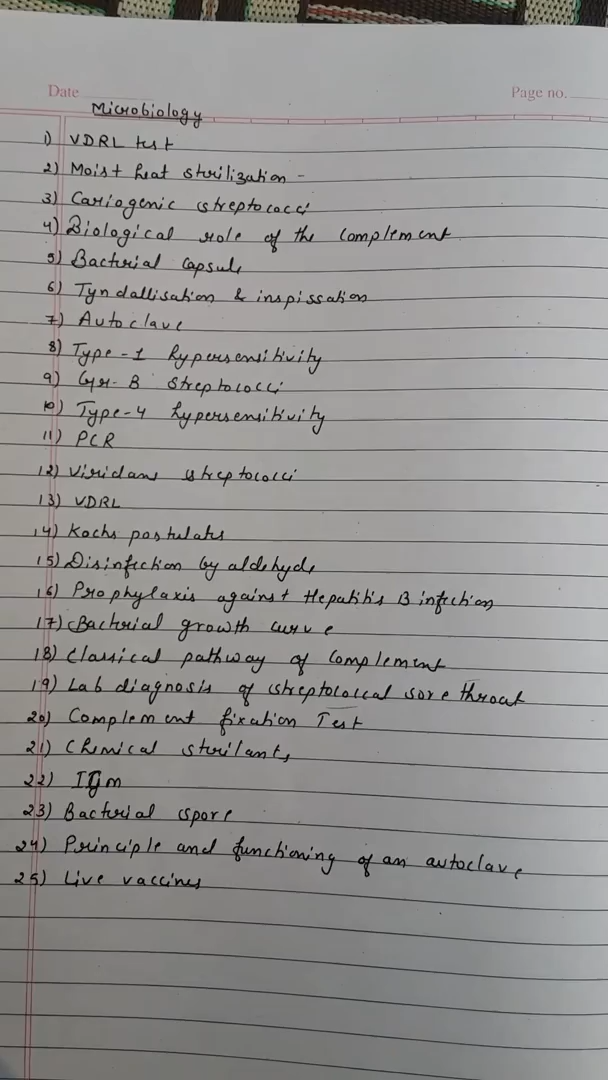 Date
Page no.
Microbiology
1) VDRL test
2) Moist heat sterilization -
3) Cariogenic streptococci
4) Biological role of the complement
5) Bacterial capsule
6) Tyndallisation & inspissation
7) Autoclave
8) Type-1 hypersensitivity
9) Gr- B streptococci
10) Type-4 hypersensitivity
11) PCR
12) Viridans streptococci
13) VDRL
14) Kochs postulates
15) Disinfection by aldehyde
16) Prophylaxis against Hepatitis B infection
17) Bacterial growth curve
18) Classical pathway of complement
19) Lab diagnosis of streptococcal sore throat
20) Complement fixation Test
21) Chemical sterilants
22) IgM
23) Bacterial spore
24) Principle and functioning of an autoclave
25) Live vaccines